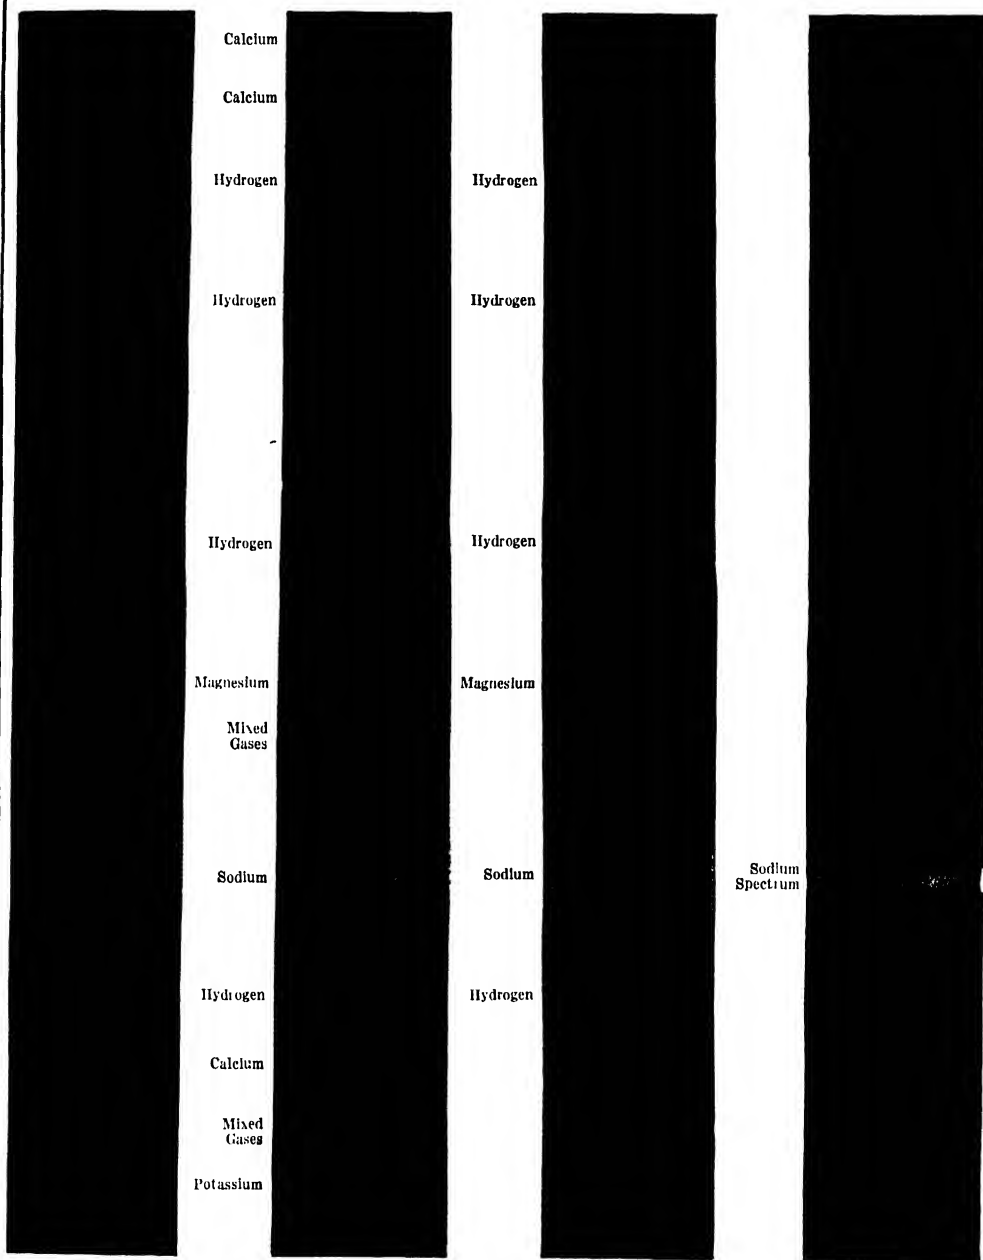 Calcium
Calcium
Hydrogen
Hydrogen
Hydrogen
Magnesium
Mixed
Gases
Sodium
Hydrogen
Calcium
Mixed
Gases
Potassium
Hydrogen
Hydrogen
Hydrogen
Magnesium
Sodium
Hydrogen
Sodium
Spectrum